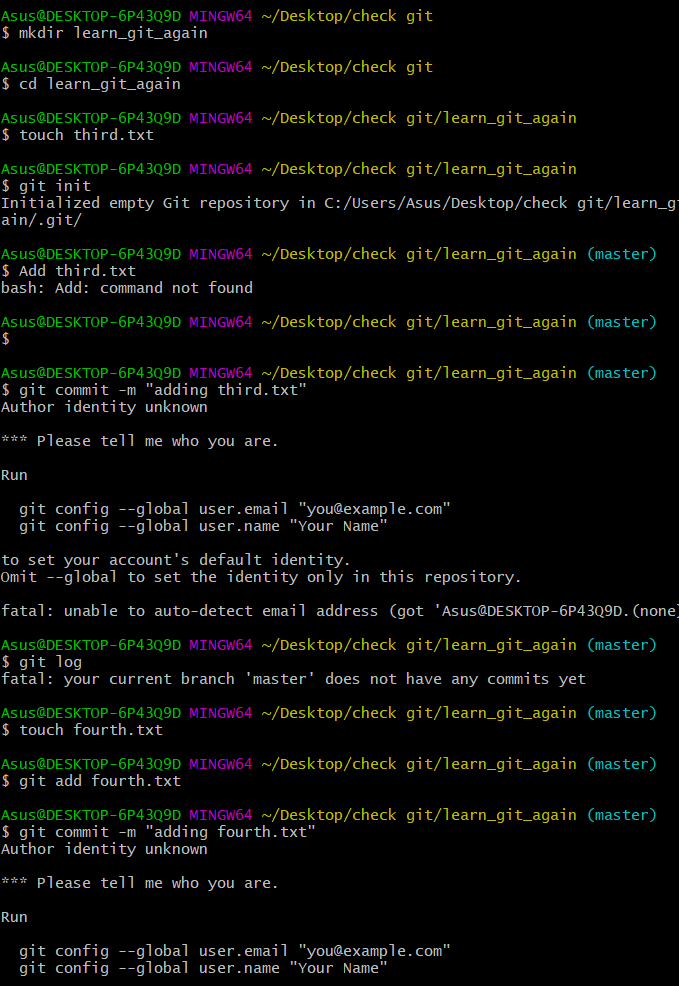 Asus@DESKTOP-6P43Q9D MINGW64 ~/Desktop/check git
$ mkdir learn_git_again
Asus@DESKTOP-6P43Q9D MINGW64 ~/Desktop/check git
$ cd learn_git_again
Asus@DESKTOP-6P43Q9D MINGW64 ~/Desktop/check git/learn_git_again
$ touch third.txt
Asus@DESKTOP-6P43Q9D MINGW64 ~/Desktop/check git/learn_git_again
$ git init
Initialized empty Git repository in C:/Users/Asus/Desktop/check git/learn_gi
ain/.git/
Asus@DESKTOP-6P43Q9D MINGW64 ~/Desktop/check git/learn_git_again (master)
$ Add third.txt
bash: Add: command not found
Asus@DESKTOP-6P43Q9D MINGW64 ~/Desktop/check git/learn_git_again (master)
$
Asus@DESKTOP-6P43Q9D MINGW64 ~/Desktop/check git/learn_git_again (master)
$ git commit -m "adding third.txt"
Author identity unknown
*** Please tell me who you are.
Run
git config --global user.email "you@example.com"
git config --global user.name "Your Name"
to set your account's default identity.
Omit --global to set the identity only in this repository.
fatal: unable to auto-detect email address (got 'Asus@DESKTOP-6P43Q9D.(none)
Asus@DESKTOP-6P43Q9D MINGW64 ~/Desktop/check git/learn_git_again (master)
$ git log
fatal: your current branch 'master' does not have any commits yet
Asus@DESKTOP-6P43Q9D MINGW64 ~/Desktop/check git/learn_git_again (master)
$ touch fourth.txt
Asus@DESKTOP-6P43Q9D MINGW64 ~/Desktop/check git/learn_git_again (master)
$ git add fourth.txt
Asus@DESKTOP-6P43Q9D MINGW64 ~/Desktop/check git/learn_git_again (master)
$ git commit -m "adding fourth.txt"
Author identity unknown
*** Please tell me who you are.
Run
git config --global user.email "you@example.com"
git config --global user.name "Your Name"